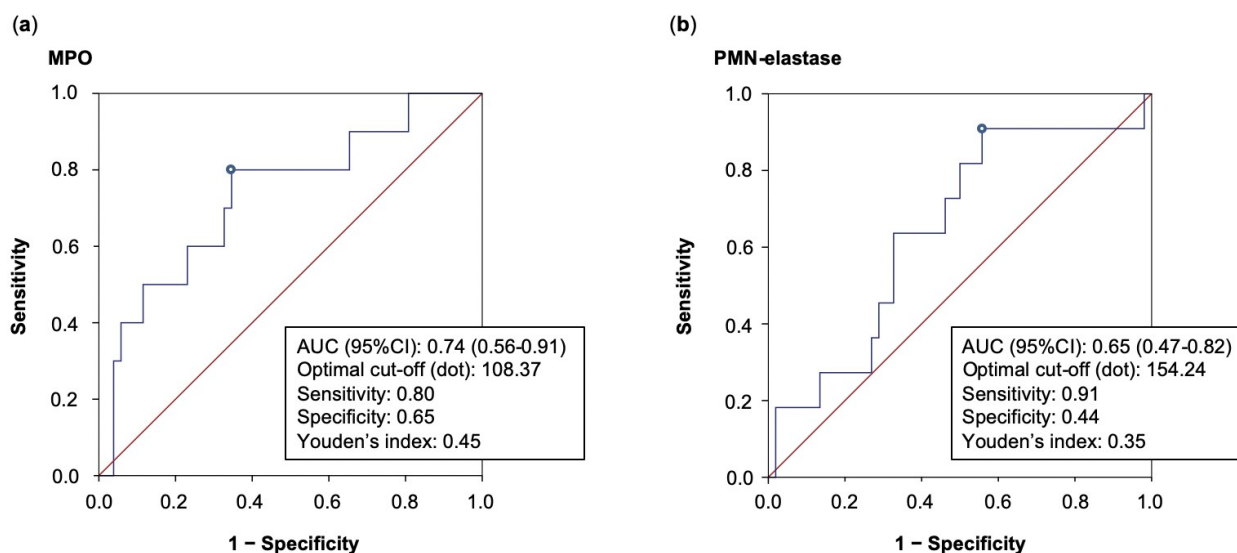 (a)
MPO
1.0
0.8
0.6
0.4
0.2
0.0
Sensitivity
AUC (95%CI): 0.74 (0.56-0.91)
Optimal cut-off (dot): 108.37
Sensitivity: 0.80
Specificity: 0.65
Youden’s index: 0.45
0.0 0.2 0.4 0.6 0.8 1.0
1 − Specificity
(b)
PMN-elastase
1.0
0.8
0.6
0.4
0.2
0.0
Sensitivity
AUC (95%CI): 0.65 (0.47-0.82)
Optimal cut-off (dot): 154.24
Sensitivity: 0.91
Specificity: 0.44
Youden’s index: 0.35
0.0 0.2 0.4 0.6 0.8 1.0
1 − Specificity